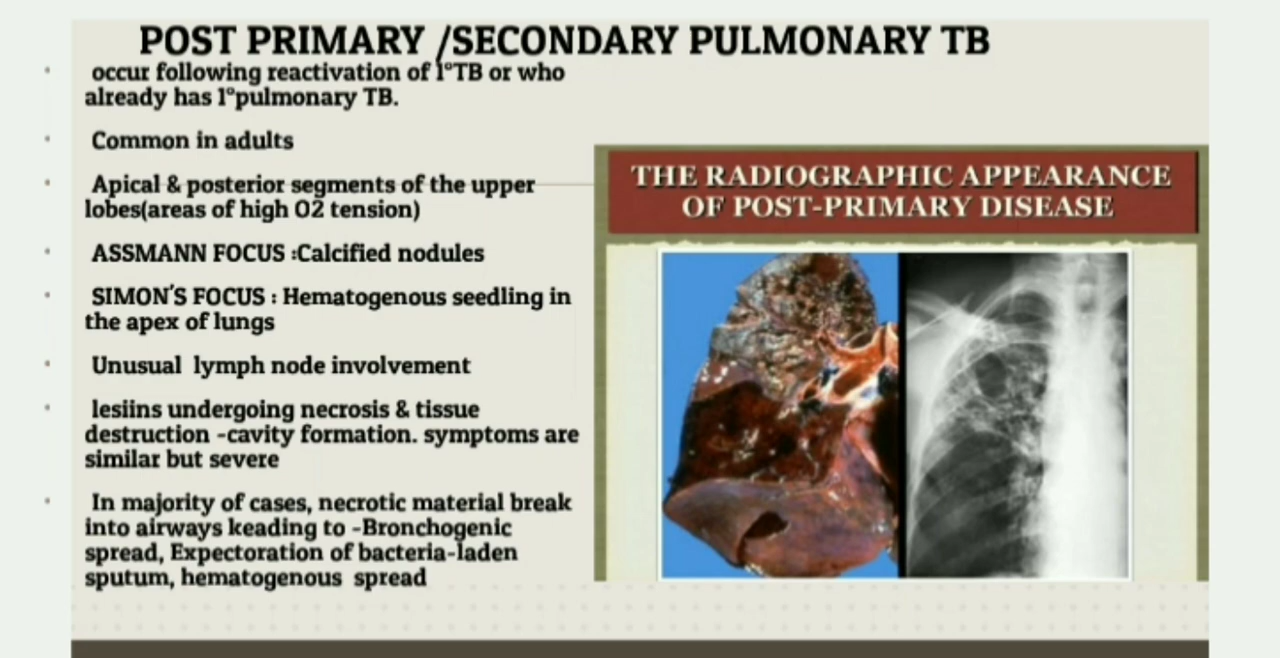 POST PRIMARY /SECONDARY PULMONARY TB
occur following reactivation of 1°TB or who
already has 1°pulmonary TB.
Common in adults
Apical & posterior segments of the upper
lobes(areas of high O2 tension)
ASSMANN FOCUS :Calcified nodules
SIMON'S FOCUS : Hematogenous seedling in
the apex of lungs
Unusual lymph node involvement
lesiins undergoing necrosis & tissue
destruction -cavity formation. symptoms are
similar but severe
In majority of cases, necrotic material break
into airways keading to -Bronchogenic
spread, Expectoration of bacteria-laden
sputum, hematogenous spread
THE RADIOGRAPHIC APPEARANCE
OF POST-PRIMARY DISEASE